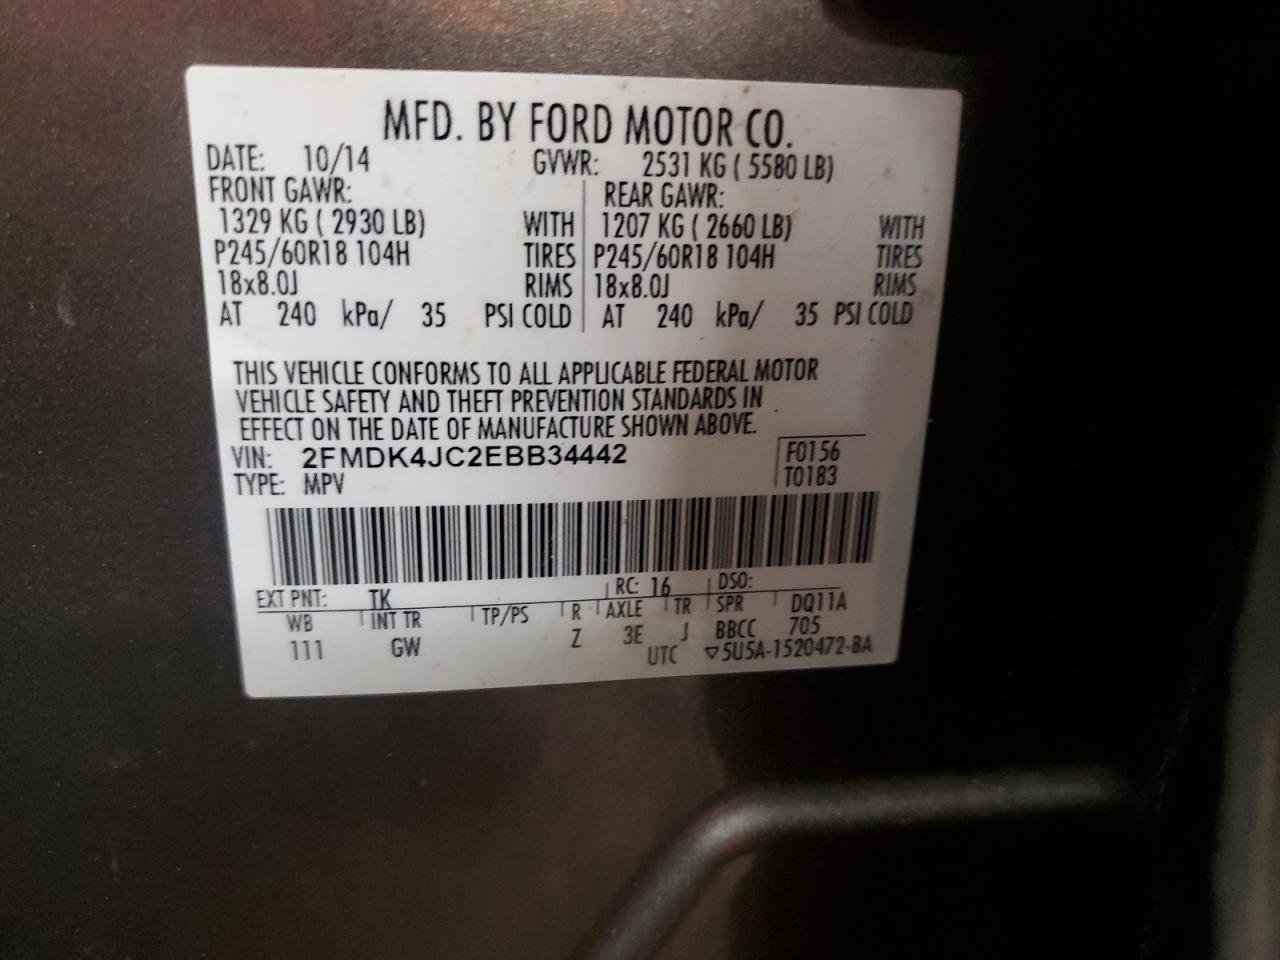 MFD. BY FORD MOTOR CO.
DATE: 10/14 GVWR: 2531 KG ( 5580 LB)
FRONT GAWR: REAR GAWR:
1329 KG ( 2930 LB) WITH 1207 KG ( 2660 LB) WITH
P245/60R18 104H TIRES P245/60R18 104H TIRES
18x8.0J RIMS 18x8.0J RIMS
AT 240 kPa/ 35 PSI COLD AT 240 kPa/ 35 PSI COLD
THIS VEHICLE CONFORMS TO ALL APPLICABLE FEDERAL MOTOR
VEHICLE SAFETY AND THEFT PREVENTION STANDARDS IN
EFFECT ON THE DATE OF MANUFACTURE SHOWN ABOVE.
VIN: 2FMDK4JC2EBB34442 F0156
TYPE: MPV T0183
EXT PNT: TK RC: 16 DSO:
WB INT TR TP/PS R AXLE TR SPR DQ11A
111 GW Z 3E J BBCC 705
UTC ▽5U5A-1520472-BA